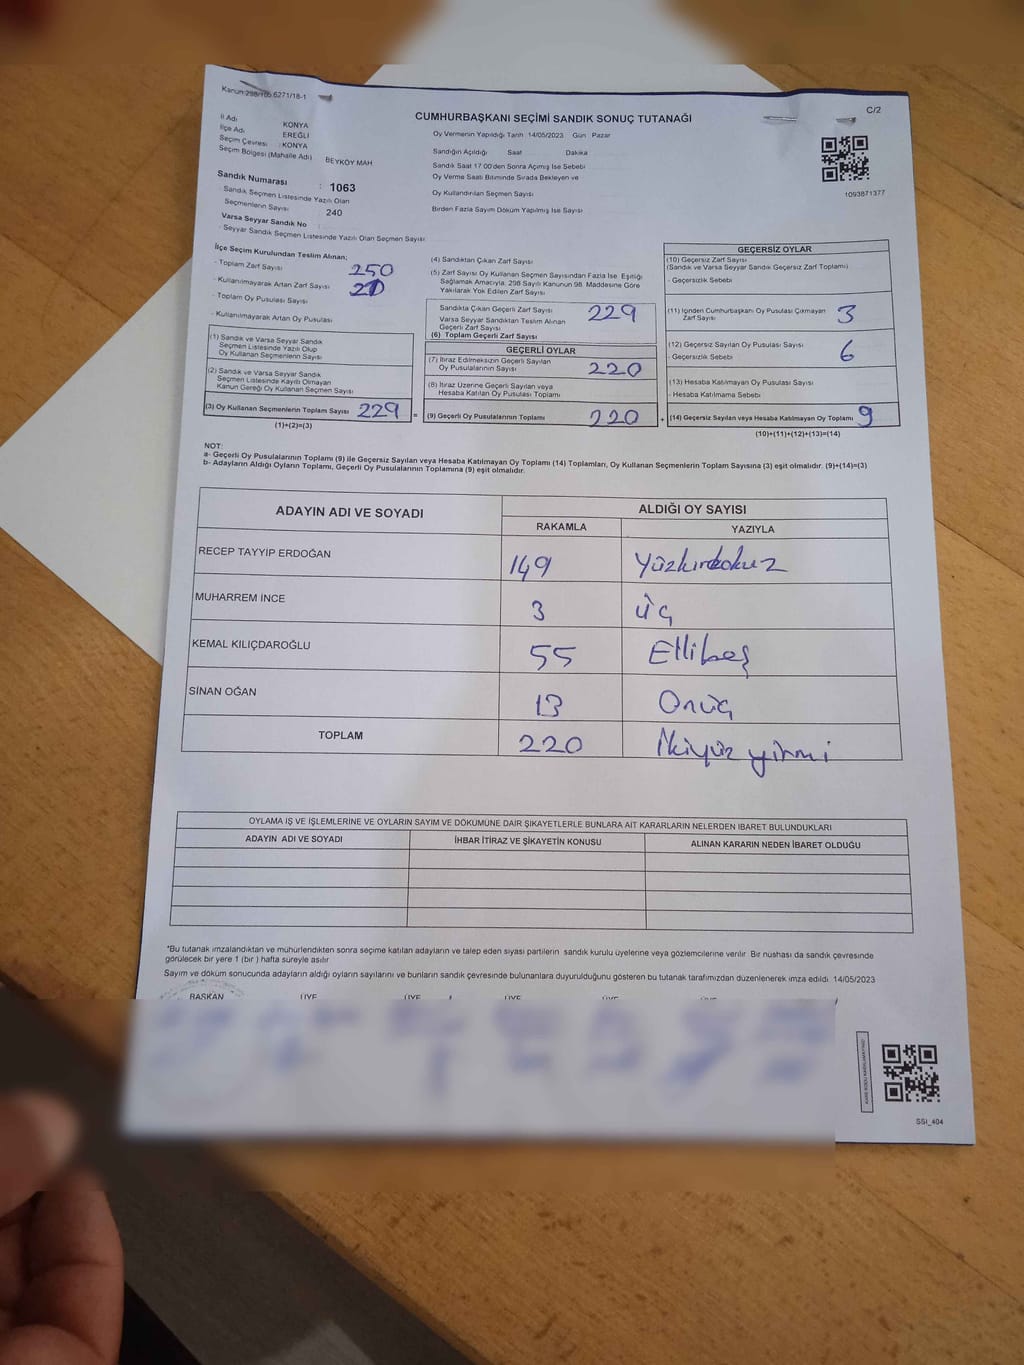 Kanun:298/105.6271/18-1
C/2
CUMHURBAŞKANI SEÇİMİ SANDIK SONUÇ TUTANAĞI
İl Adı KONYA
İlçe Adı EREĞLİ
Seçim Çevresi : KONYA
Seçim Bölgesi (Mahalle Adı) BEYKÖY MAH
Sandık Numarası : 1063
Sandık Seçmen Listesinde Yazılı Olan
Seçmenlerin Sayısı 240
Varsa Seyyar Sandık No
Seyyar Sandık Seçmen Listesinde Yazılı Olan Seçmen Sayısı
Oy Vermenin Yapıldığı Tarih 14/05/2023 Gün Pazar
Sandığın Açıldığı Saat Dakika
Sandık Saat 17.00'den Sonra Açılmış İse Sebebi
Oy Verme Saati Bitiminde Sırada Bekleyen ve
Oy Kullandırılan Seçmen Sayısı
Birden Fazla Sayım Döküm Yapılmış İse Sayısı
1093871377
İlçe Seçim Kurulundan Teslim Alınan;
- Toplam Zarf Sayısı 250
- Kullanılmayarak Artan Zarf Sayısı
- Toplam Oy Pusulası Sayısı
- Kullanılmayarak Artan Oy Pusulası
(1) Sandık ve Varsa Seyyar Sandık
Seçmen Listesinde Yazılı Olup
Oy Kullanan Seçmenlerin Sayısı
(2) Sandık ve Varsa Seyyar Sandık
Seçmen Listesinde Kayıtlı Olmayan
Kanun Gereği Oy Kullanan Seçmen Sayısı
(3) Oy Kullanan Seçmenlerin Toplam Sayısı 229 =
(1)+(2)=(3)
(4) Sandıktan Çıkan Zarf Sayısı
(5) Zarf Sayısı Oy Kullanan Seçmen Sayısından Fazla İse, Eşitliği
Sağlamak Amacıyla, 298 Sayılı Kanunun 98. Maddesine Göre
Yakılarak Yok Edilen Zarf Sayısı
Sandıkta Çıkan Geçerli Zarf Sayısı 229
Varsa Seyyar Sandıktan Teslim Alınan
Geçerli Zarf Sayısı
(6) Toplam Geçerli Zarf Sayısı
GEÇERLİ OYLAR
(7) İtiraz Edilmeksizin Geçerli Sayılan
Oy Pusulalarının Sayısı 220
(8) İtiraz Üzerine Geçerli Sayılan veya
Hesaba Katılan Oy Pusulası Toplamı
(9) Geçerli Oy Pusulalarının Toplamı 220 +
GEÇERSİZ OYLAR
(10) Geçersiz Zarf Sayısı
(Sandık ve Varsa Seyyar Sandık Geçersiz Zarf Toplamı)
- Geçersizlik Sebebi
(11) İçinden Cumhurbaşkanı Oy Pusulası Çıkmayan
Zarf Sayısı 3
(12) Geçersiz Sayılan Oy Pusulası Sayısı 6
- Geçersizlik Sebebi
(13) Hesaba Katılmayan Oy Pusulası Sayısı
- Hesaba Katılmama Sebebi
(14) Geçersiz Sayılan veya Hesaba Katılmayan Oy Toplamı 9
(10)+(11)+(12)+(13)=(14)
NOT:
a- Geçerli Oy Pusulalarının Toplamı (9) ile Geçersiz Sayılan veya Hesaba Katılmayan Oy Toplamı (14) Toplamları, Oy Kullanan Seçmenlerin Toplam Sayısına (3) eşit olmalıdır. (9)+(14)=(3)
b- Adayların Aldığı Oyların Toplamı, Geçerli Oy Pusulalarının Toplamına (9) eşit olmalıdır.
ADAYIN ADI VE SOYADI ALDIĞI OY SAYISI
RAKAMLA YAZIYLA
RECEP TAYYIP ERDOĞAN 149 Yüzkırkdokuz
MUHARREM İNCE 3 üç
KEMAL KILIÇDAROĞLU 55 Ellibeş
SİNAN OĞAN 13 Onüç
TOPLAM 220 İkiyüz yirmi
OYLAMA İŞ VE İŞLEMLERİNE VE OYLARIN SAYIM VE DÖKÜMÜNE DAİR ŞİKAYETLERLE BUNLARA AİT KARARLARIN NELERDEN İBARET BULUNDUKLARI
ADAYIN ADI VE SOYADI İHBAR İTİRAZ VE ŞİKAYETİN KONUSU ALINAN KARARIN NEDEN İBARET OLDUĞU
*Bu tutanak imzalandıktan ve mühürlendikten sonra seçime katılan adayların ve talep eden siyasi partilerin sandık kurulu üyelerine veya gözlemcilerine verilir. Bir nüshası da sandık çevresinde
görülecek bir yere 1 (bir) hafta süreyle asılır
Sayım ve döküm sonucunda adayların aldığı oyların sayılarını ve bunların sandık çevresinde bulunanlara duyurulduğunu gösteren bu tutanak tarafımızdan düzenlenerek imza edildi. 14/05/2023
BAŞKAN ÜYE ÜYE ÜYE ÜYE
SSI_404